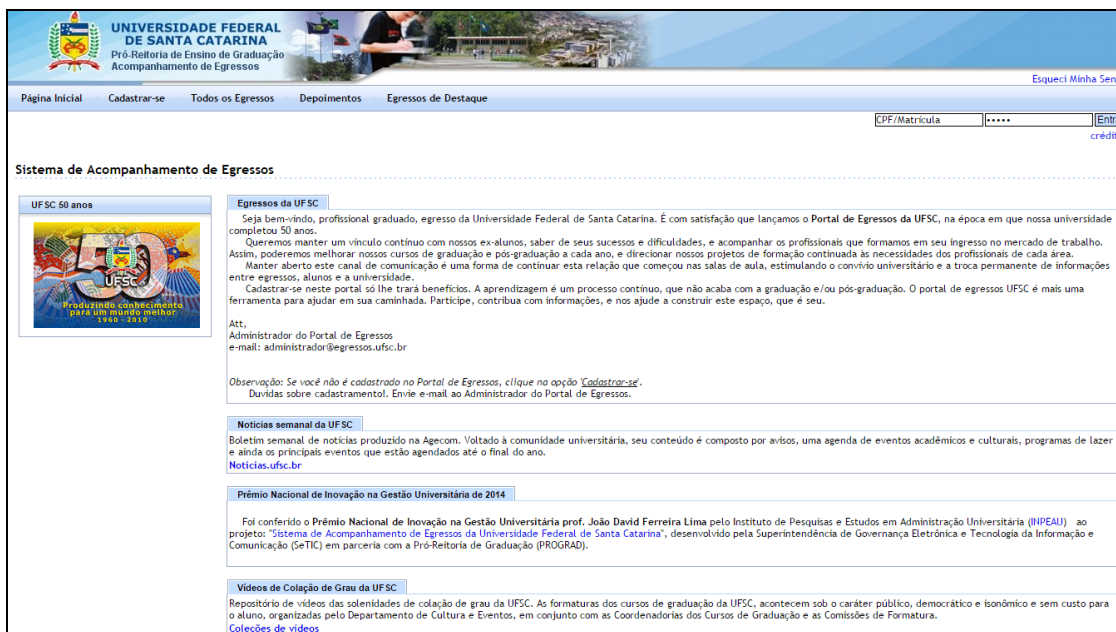 UNIVERSIDADE FEDERAL
DE SANTA CATARINA
Pró-Reitoria de Ensino de Graduação
Acompanhamento de Egressos
Esqueci Minha Sen
Página Inicial Cadastrar-se Todos os Egressos Depoimentos Egressos de Destaque
CPF/Matrícula ••••• Entr
crédit
Sistema de Acompanhamento de Egressos
UFSC 50 anos
50
UFSC
Produzindo conhecimento
para um mundo melhor
1960 - 2010
Egressos da UFSC
Seja bem-vindo, profissional graduado, egresso da Universidade Federal de Santa Catarina. É com satisfação que lançamos o Portal de Egressos da UFSC, na época em que nossa universidade
completou 50 anos.
Queremos manter um vínculo contínuo com nossos ex-alunos, saber de seus sucessos e dificuldades, e acompanhar os profissionais que formamos em seu ingresso no mercado de trabalho.
Assim, poderemos melhorar nossos cursos de graduação e pós-graduação a cada ano, e direcionar nossos projetos de formação continuada às necessidades dos profissionais de cada área.
Manter aberto este canal de comunicação é uma forma de continuar esta relação que começou nas salas de aula, estimulando o convívio universitário e a troca permanente de informações
entre egressos, alunos e a universidade.
Cadastrar-se neste portal só lhe trará benefícios. A aprendizagem é um processo contínuo, que não acaba com a graduação e/ou pós-graduação. O portal de egressos UFSC é mais uma
ferramenta para ajudar em sua caminhada. Participe, contribua com informações, e nos ajude a construir este espaço, que é seu.
Att,
Administrador do Portal de Egressos
e-mail: administrador@egressos.ufsc.br
Observação: Se você não é cadastrado no Portal de Egressos, clique na opção 'Cadastrar-se'.
Duvidas sobre cadastramento!. Envie e-mail ao Administrador do Portal de Egressos.
Noticias semanal da UFSC
Boletim semanal de notícias produzido na Agecom. Voltado à comunidade universitária, seu conteúdo é composto por avisos, uma agenda de eventos acadêmicos e culturais, programas de lazer
e ainda os principais eventos que estão agendados até o final do ano.
Noticias.ufsc.br
Prêmio Nacional de Inovação na Gestão Universitária de 2014
Foi conferido o Prêmio Nacional de Inovação na Gestão Universitária prof. João David Ferreira Lima pelo Instituto de Pesquisas e Estudos em Administração Universitária (INPEAU) ao
projeto: "Sistema de Acompanhamento de Egressos da Universidade Federal de Santa Catarina", desenvolvido pela Superintendência de Governança Eletrônica e Tecnologia da Informação e
Comunicação (SeTIC) em parceria com a Pró-Reitoria de Graduação (PROGRAD).
Vídeos de Colação de Grau da UFSC
Repositório de vídeos das solenidades de colação de grau da UFSC. As formaturas dos cursos de graduação da UFSC, acontecem sob o caráter público, democrático e isonômico e sem custo para
o aluno, organizadas pelo Departamento de Cultura e Eventos, em conjunto com as Coordenadorias dos Cursos de Graduação e as Comissões de Formatura.
Coleções de vídeos